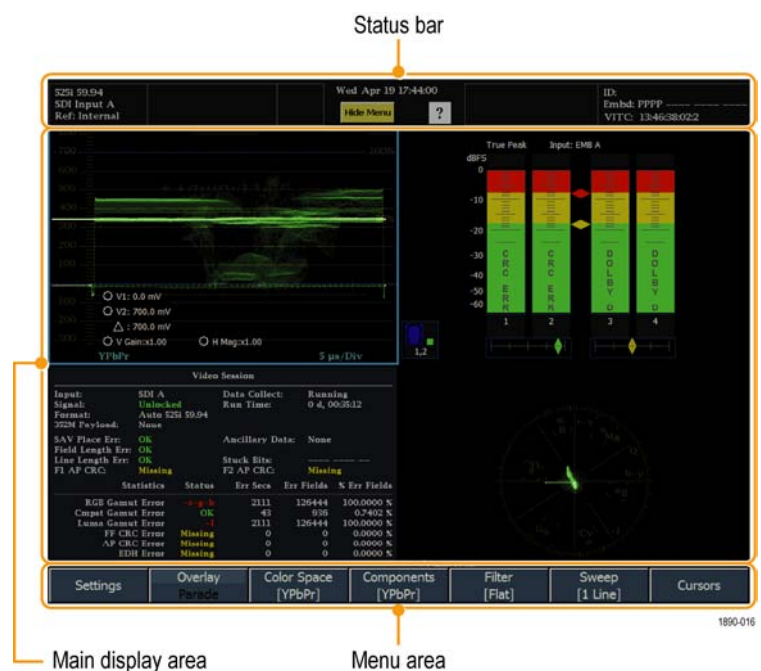 Status bar
525i 59.94
SDI Input A
Ref: Internal
Wed Apr 19 17:44:00
Hide Menu
?
ID:
Embd: PPPP ---- ---- ----
VITC: 13:46:38:02:2
V1: 0.0 mV
V2: 700.0 mV
△ : 700.0 mV
V Gain:x1.00 H Mag:x1.00
YPbPr 5 µs/Div
True Peak Input: EMB A
dBFS
0
-10
-20
-30
-40
-50
-60
CRC ERR
CRC ERR
DOLBY D
DOLBY D
1 2 3 4
1,2
Video Session
Input: SDI A Data Collect: Running
Signal: Unlocked Run Time: 0 d, 00:35:12
Format: Auto 525i 59.94
352M Payload: None
SAV Place Err: OK Ancillary Data: None
Field Length Err: OK
Line Length Err: OK Stuck Bits: ---- ---- --
F1 AP CRC: Missing F2 AP CRC: Missing
Statistics Status Err Secs Err Fields % Err Fields
RGB Gamut Error -r-g-b 2111 126444 100.0000 %
Cmpst Gamut Error OK 43 936 0.7402 %
Luma Gamut Error -l 2111 126444 100.0000 %
FF CRC Error Missing 0 0 0.0000 %
AP CRC Error Missing 0 0 0.0000 %
EDH Error Missing 0 0 0.0000 %
Settings
Overlay
Parade
Color Space
[YPbPr]
Components
[YPbPr]
Filter
[Flat]
Sweep
[1 Line]
Cursors
1890-016
Main display area
Menu area